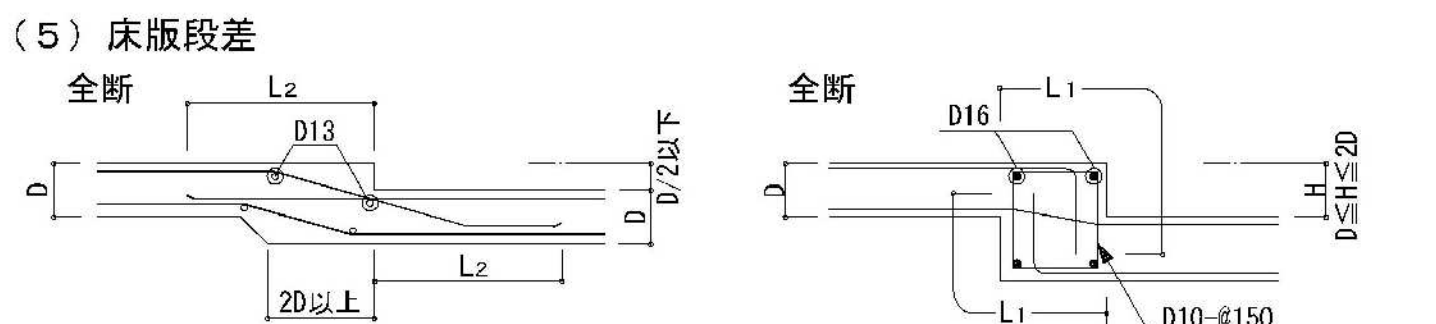 （５）床版段差
全断
L2
D13
D
D/2以下
D
L2
2D以上
全断
L1
D16
D
H
D≦H≦2D
L1
D10-@150